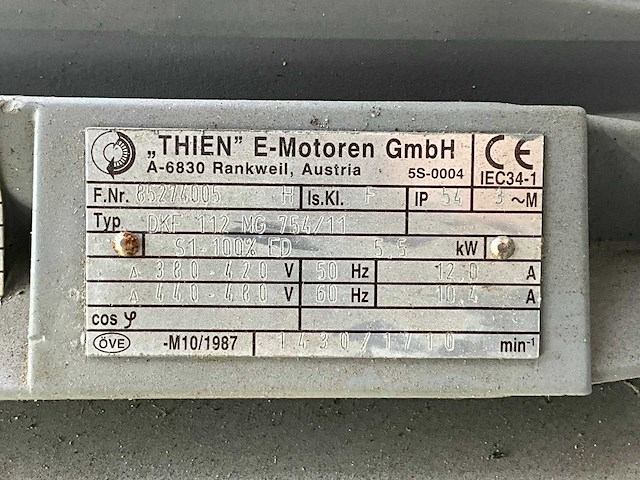 „THIEN” E-Motoren GmbH
A-6830 Rankweil, Austria 5S-0004
CE
IEC34-1
F.Nr. 85274005 H Is.Kl. F IP 54 3 ~M
Typ DKF 112 MG 754/11
S1-100% ED 5,5 kW
△ 380-420 V 50 Hz 12,0 A
△ 440-480 V 60 Hz 10,4 A
cos φ
ÖVE -M10/1987 1430/1710 min⁻¹